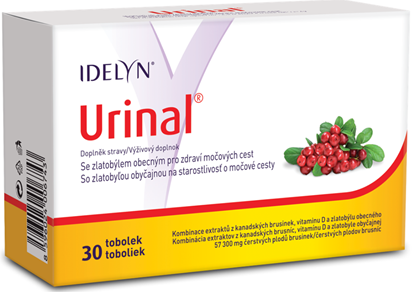 IDELYN®
Urinal®
Doplněk stravy/Výživový doplnok
Se zlatobýlem obecným pro zdraví močových cest
So zlatobyľou obyčajnou na starostlivosť o močové cesty
30 tobolek
toboliek
Kombinace extraktů z kanadských brusinek, vitaminu D a zlatobýlu obecného
Kombinácia extraktov z kanadských brusníc, vitamínu D a zlatobyle obyčajnej
57 300 mg čerstvých plodů brusinek/čerstvých plodov brusníc